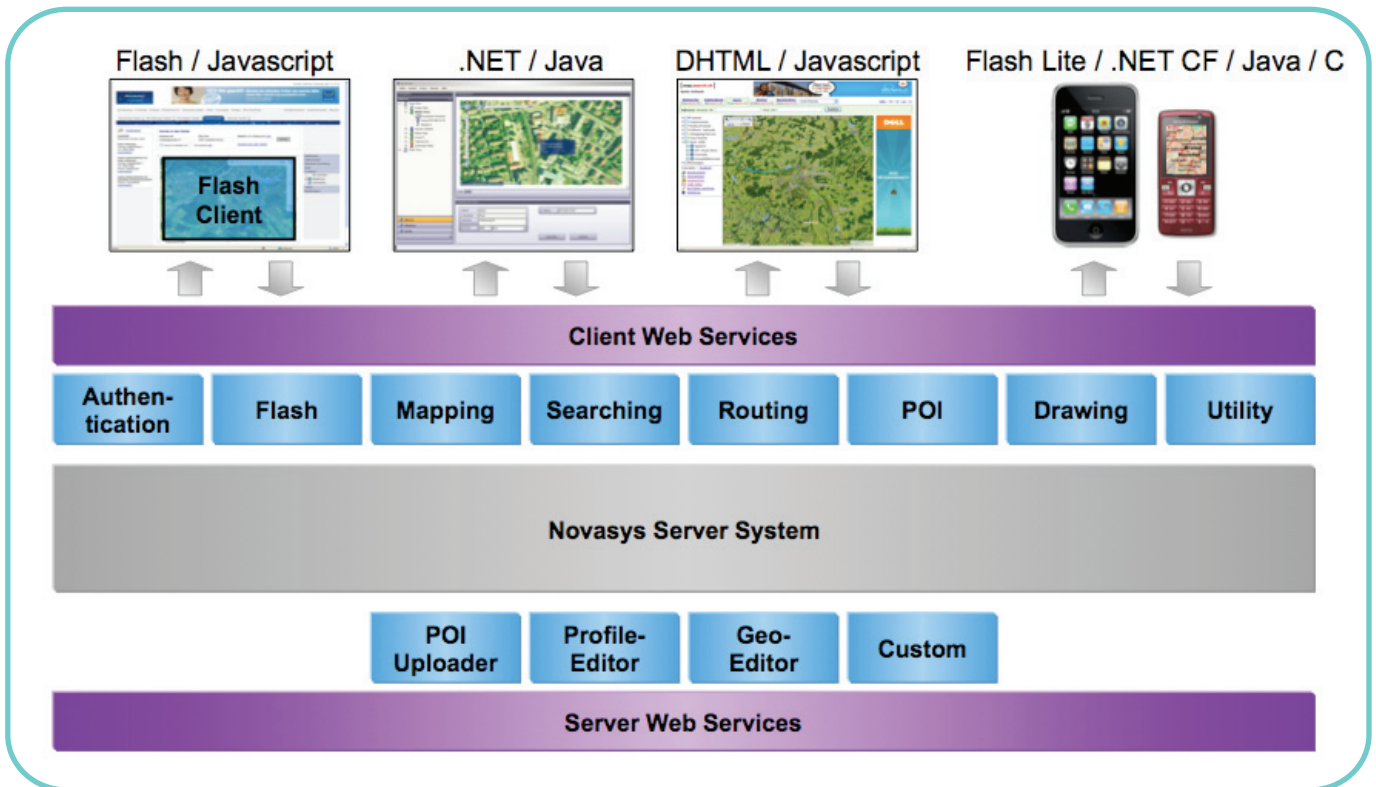 Flash / Javascript
.NET / Java
DHTML / Javascript
Flash Lite / .NET CF / Java / C
Flash
Client
DELL
Client Web Services
Authen-
tication
Flash
Mapping
Searching
Routing
POI
Drawing
Utility
Novasys Server System
POI
Uploader
Profile-
Editor
Geo-
Editor
Custom
Server Web Services